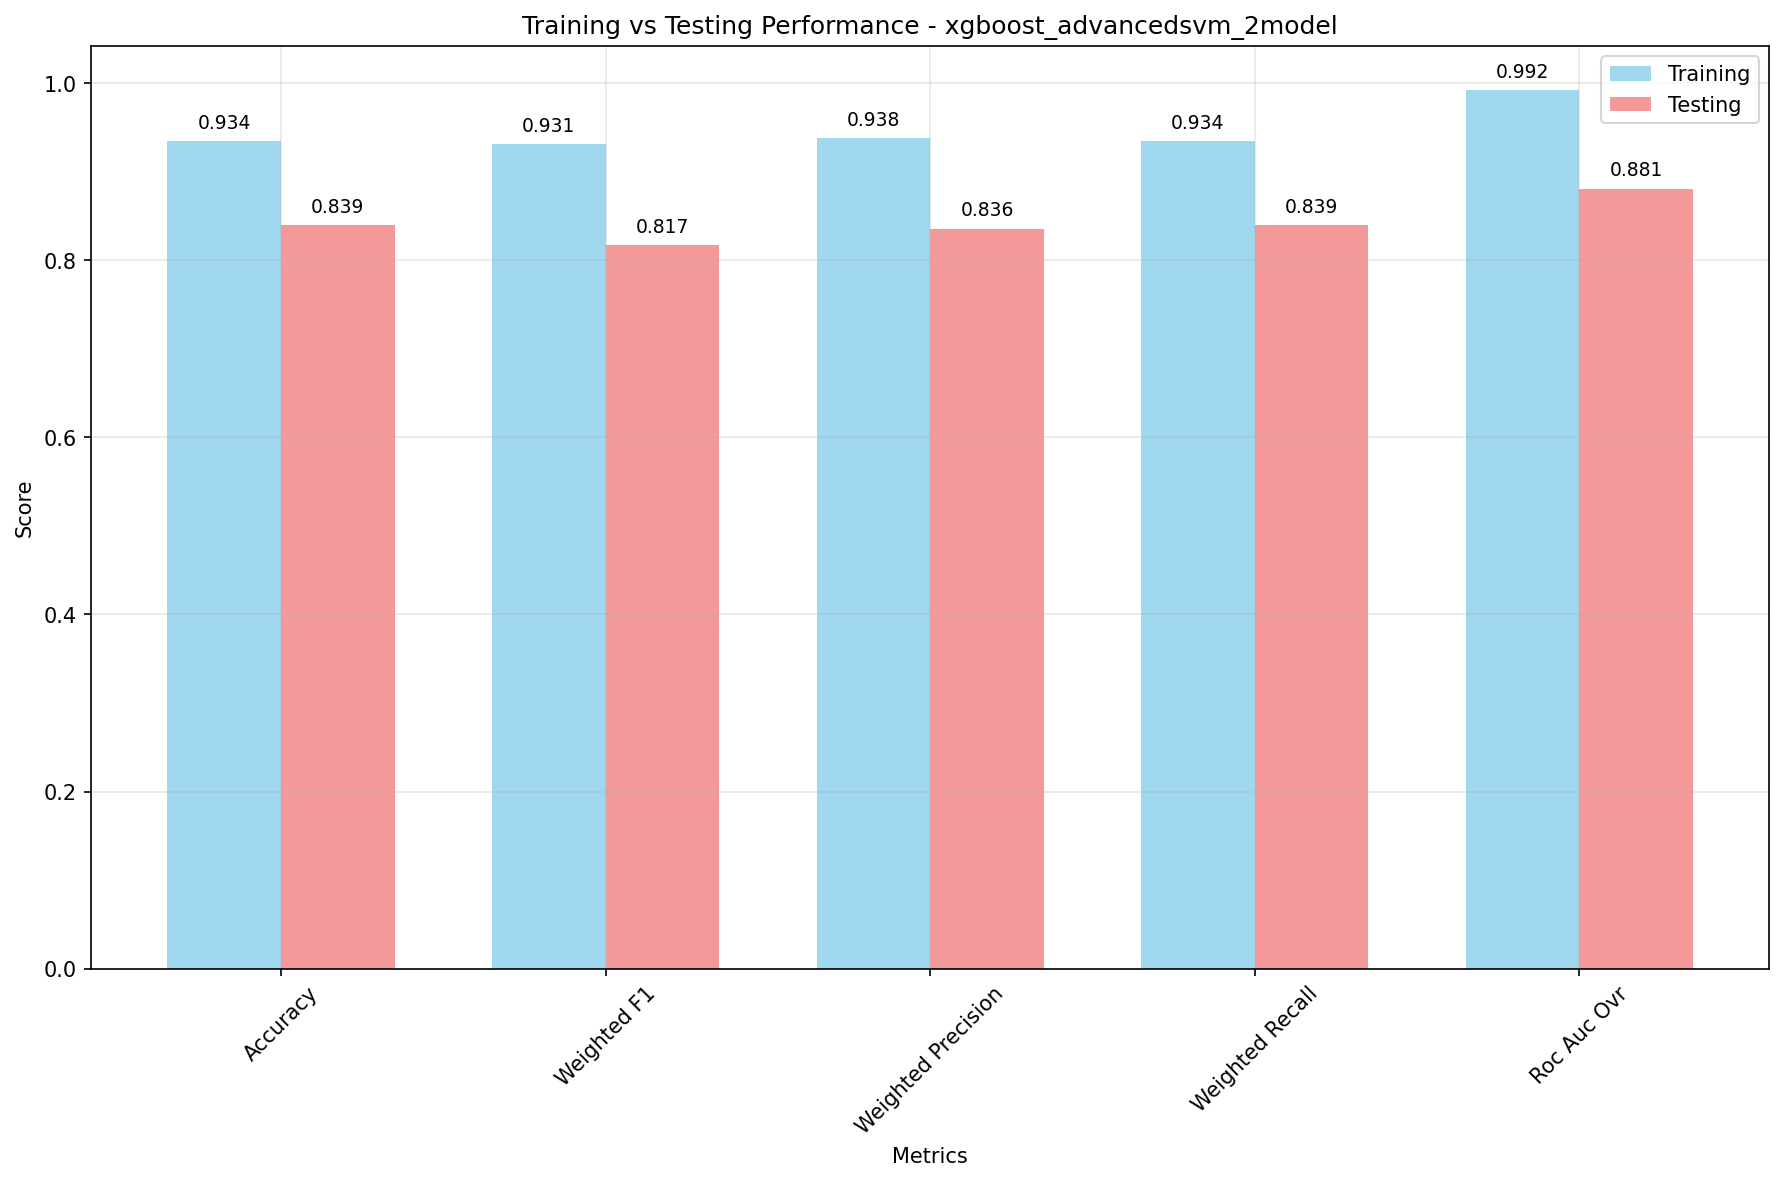 Training vs Testing Performance - xgboost_advancedsvm_2model
Training
Testing
0.934
0.839
0.931
0.817
0.938
0.836
0.934
0.839
0.992
0.881
1.0
0.8
0.6
0.4
0.2
0.0
Score
Accuracy
Weighted F1
Weighted Precision
Weighted Recall
Roc Auc Ovr
Metrics